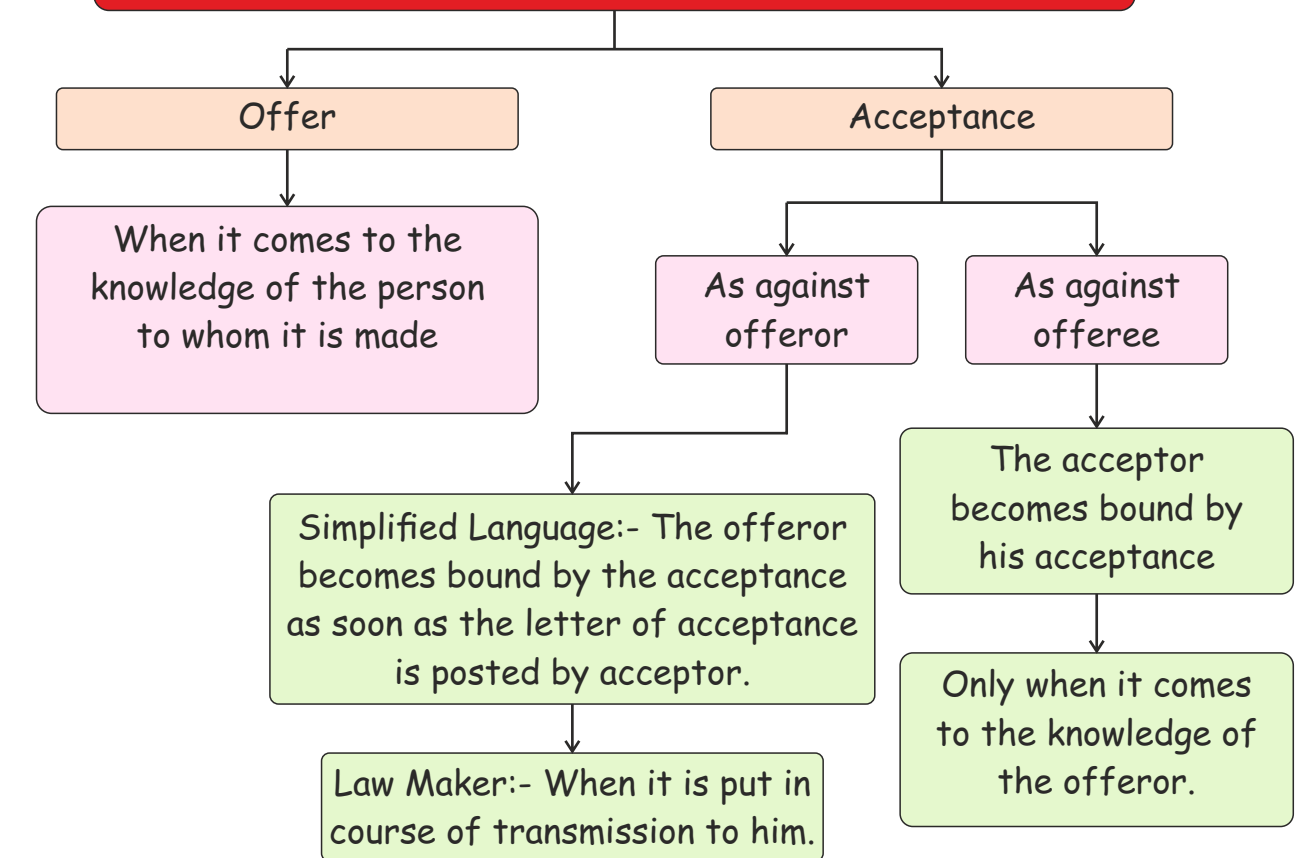 Offer
When it comes to the
knowledge of the person
to whom it is made
Acceptance
As against
offeror
Simplified Language:- The offeror
becomes bound by the acceptance
as soon as the letter of acceptance
is posted by acceptor.
Law Maker:- When it is put in
course of transmission to him.
As against
offeree
The acceptor
becomes bound by
his acceptance
Only when it comes
to the knowledge of
the offeror.